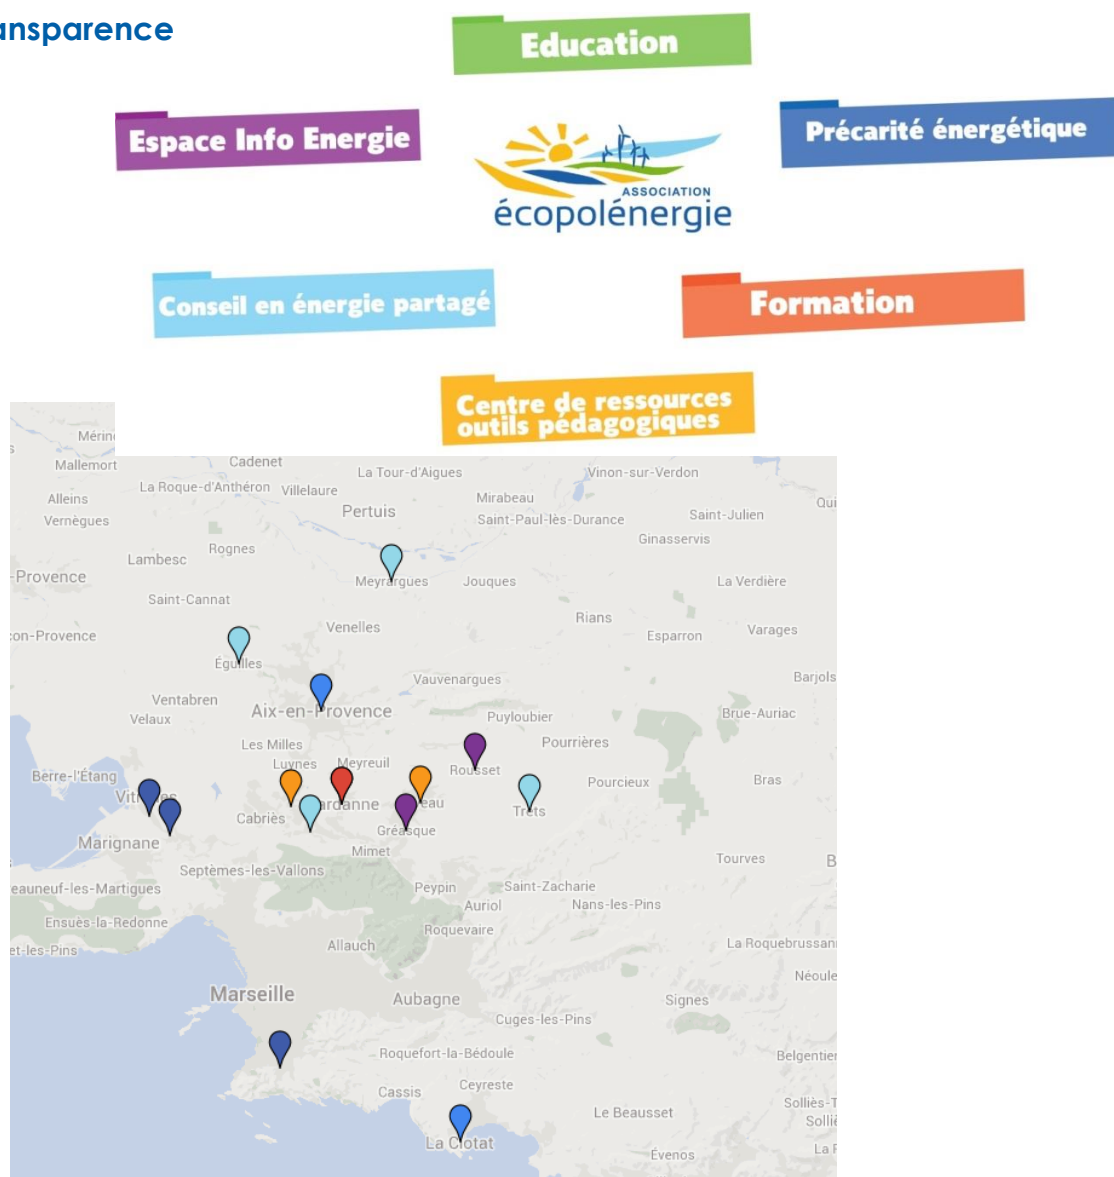 ansparence
Education
Espace Info Energie
Précarité énergétique
ASSOCIATION
écopolénergie
Conseil en énergie partagé
Formation
Centre de ressources
outils pédagogiques
Mallemort
Cadenet
La Tour-d'Aigues
Vinon-sur-Verdon
La Roque-d'Anthéron
Villelaure
Alleins
Mirabeau
Pertuis
Saint-Paul-lès-Durance
Saint-Julien
Vernègues
Ginasservis
Rognes
Lambesc
-Provence
Meyrargues
Jouques
La Verdière
Saint-Cannat
Rians
Venelles
Varages
on-Provence
Esparron
Éguilles
Vauvenargues
Barjols
Ventabren
Aix-en-Provence
Velaux
Puyloubier
Brue-Auriac
Les Milles
Pourrières
Luynes
Meyreuil
Rousset
Berre-l'Étang
Pourcieux
Bras
Trets
Cabriès
Gréasque
Marignane
Mimet
Septèmes-les-Vallons
Tourves
eauneuf-les-Martigues
Peypin
Saint-Zacharie
Auriol
Nans-les-Pins
Ensuès-la-Redonne
Roquevaire
et-les-Pins
Allauch
La Roquebrussan
Néoule
Marseille
Aubagne
Signes
Cuges-les-Pins
Roquefort-la-Bédoule
Belgentier
Cassis
Ceyreste
Solliès-T
Le Beausset
Sollié
La Ciotat
Évenos